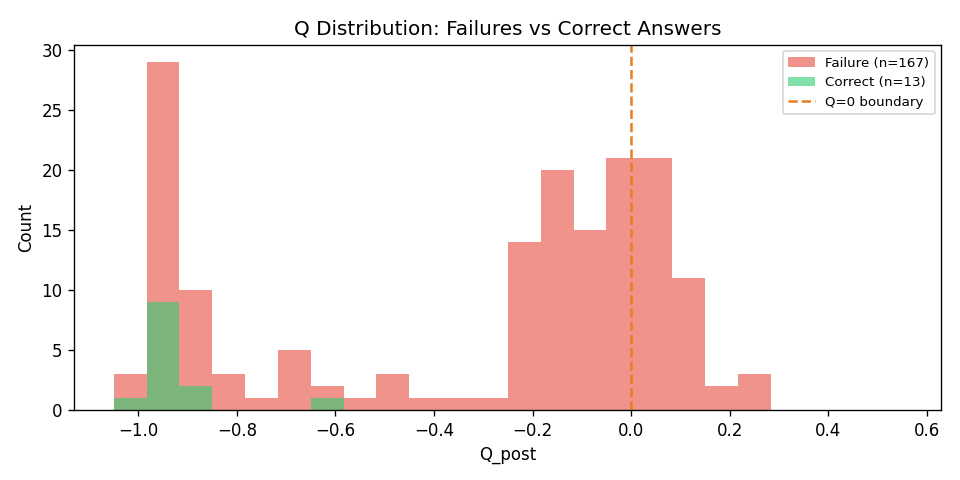 Q Distribution: Failures vs Correct Answers
Failure (n=167)
Correct (n=13)
Q=0 boundary
30
25
20
15
10
5
0
Count
−1.0 −0.8 −0.6 −0.4 −0.2 0.0 0.2 0.4 0.6
Q_post